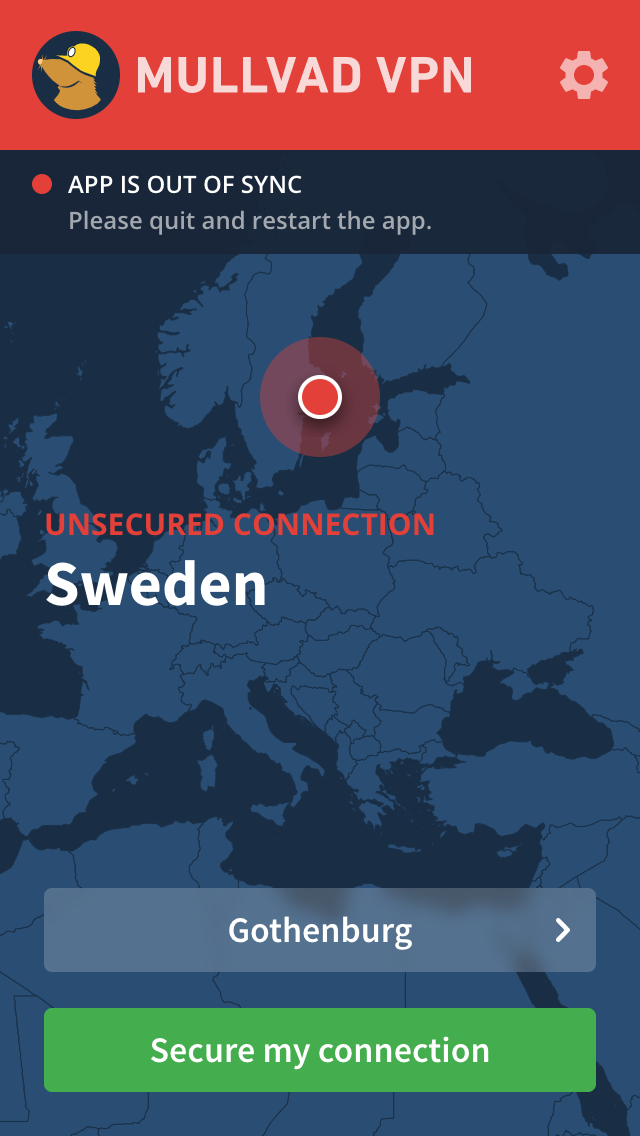 MULLVAD VPN
APP IS OUT OF SYNC
Please quit and restart the app.
UNSECURED CONNECTION
Sweden
Gothenburg
Secure my connection